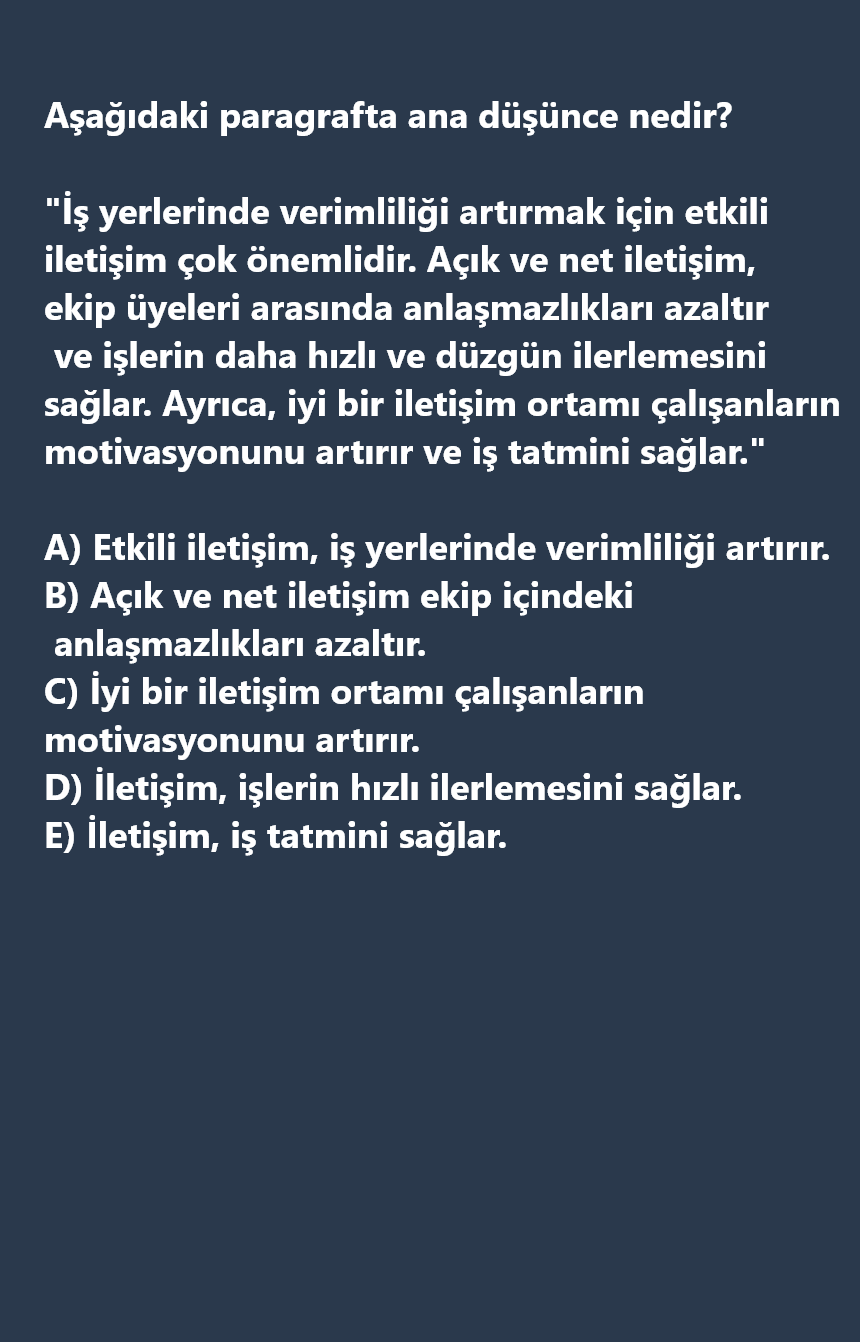 Aşağıdaki paragrafta ana düşünce nedir?
"İş yerlerinde verimliliği artırmak için etkili
iletişim çok önemlidir. Açık ve net iletişim,
ekip üyeleri arasında anlaşmazlıkları azaltır
ve işlerin daha hızlı ve düzgün ilerlemesini
sağlar. Ayrıca, iyi bir iletişim ortamı çalışanların
motivasyonunu artırır ve iş tatmini sağlar."
A) Etkili iletişim, iş yerlerinde verimliliği artırır.
B) Açık ve net iletişim ekip içindeki
anlaşmazlıkları azaltır.
C) İyi bir iletişim ortamı çalışanların
motivasyonunu artırır.
D) İletişim, işlerin hızlı ilerlemesini sağlar.
E) İletişim, iş tatmini sağlar.